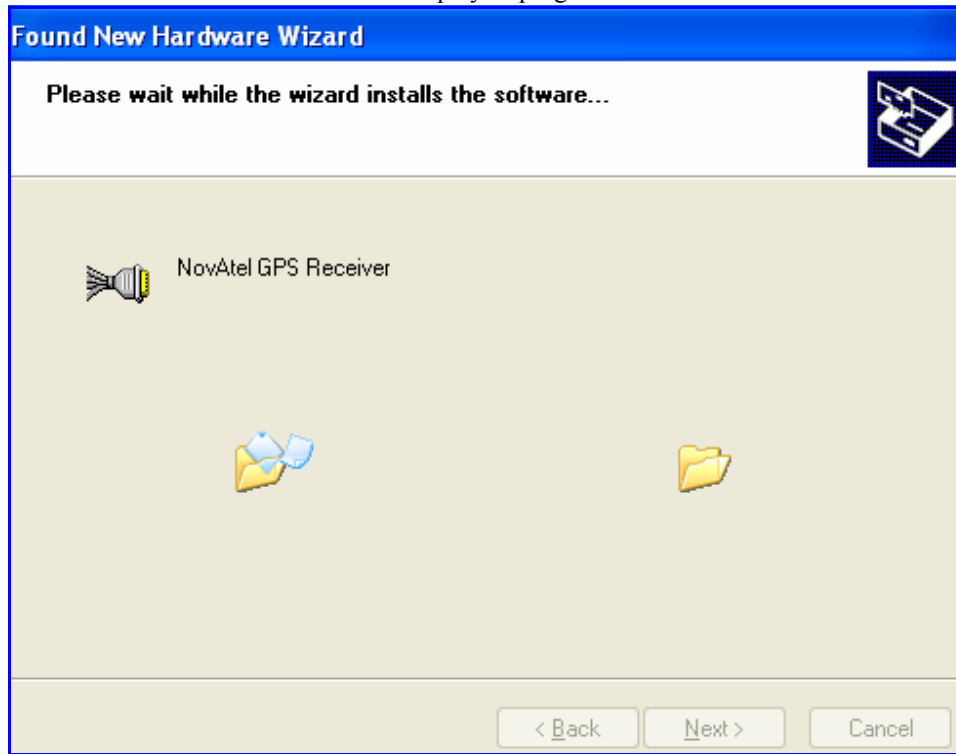 Found New Hardware Wizard
Please wait while the wizard installs the software...
NovAtel GPS Receiver
< Back
Next >
Cancel